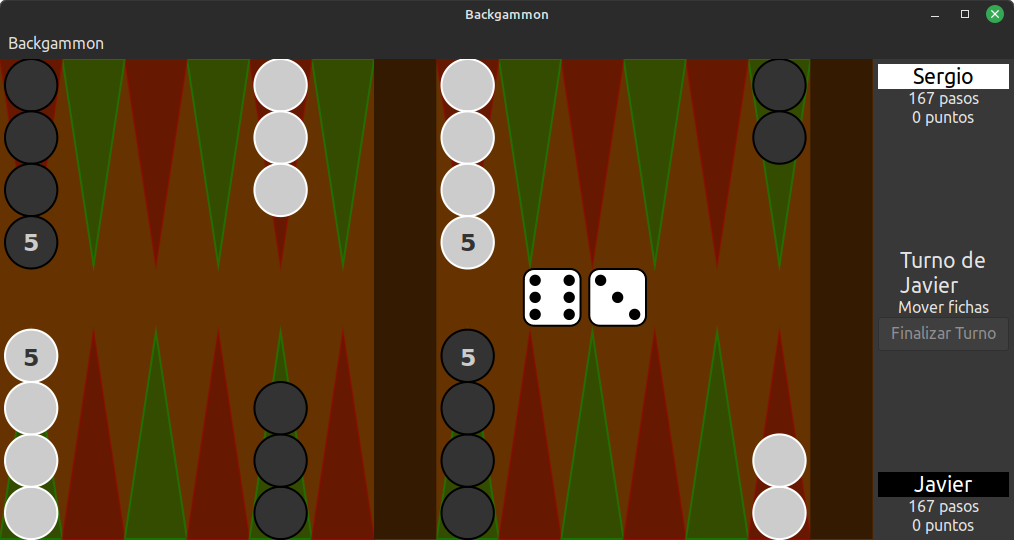 Backgammon
Backgammon
Sergio
167 pasos
0 puntos
5
5
Turno de
Javier
Mover fichas
Finalizar Turno
5
5
Javier
167 pasos
0 puntos